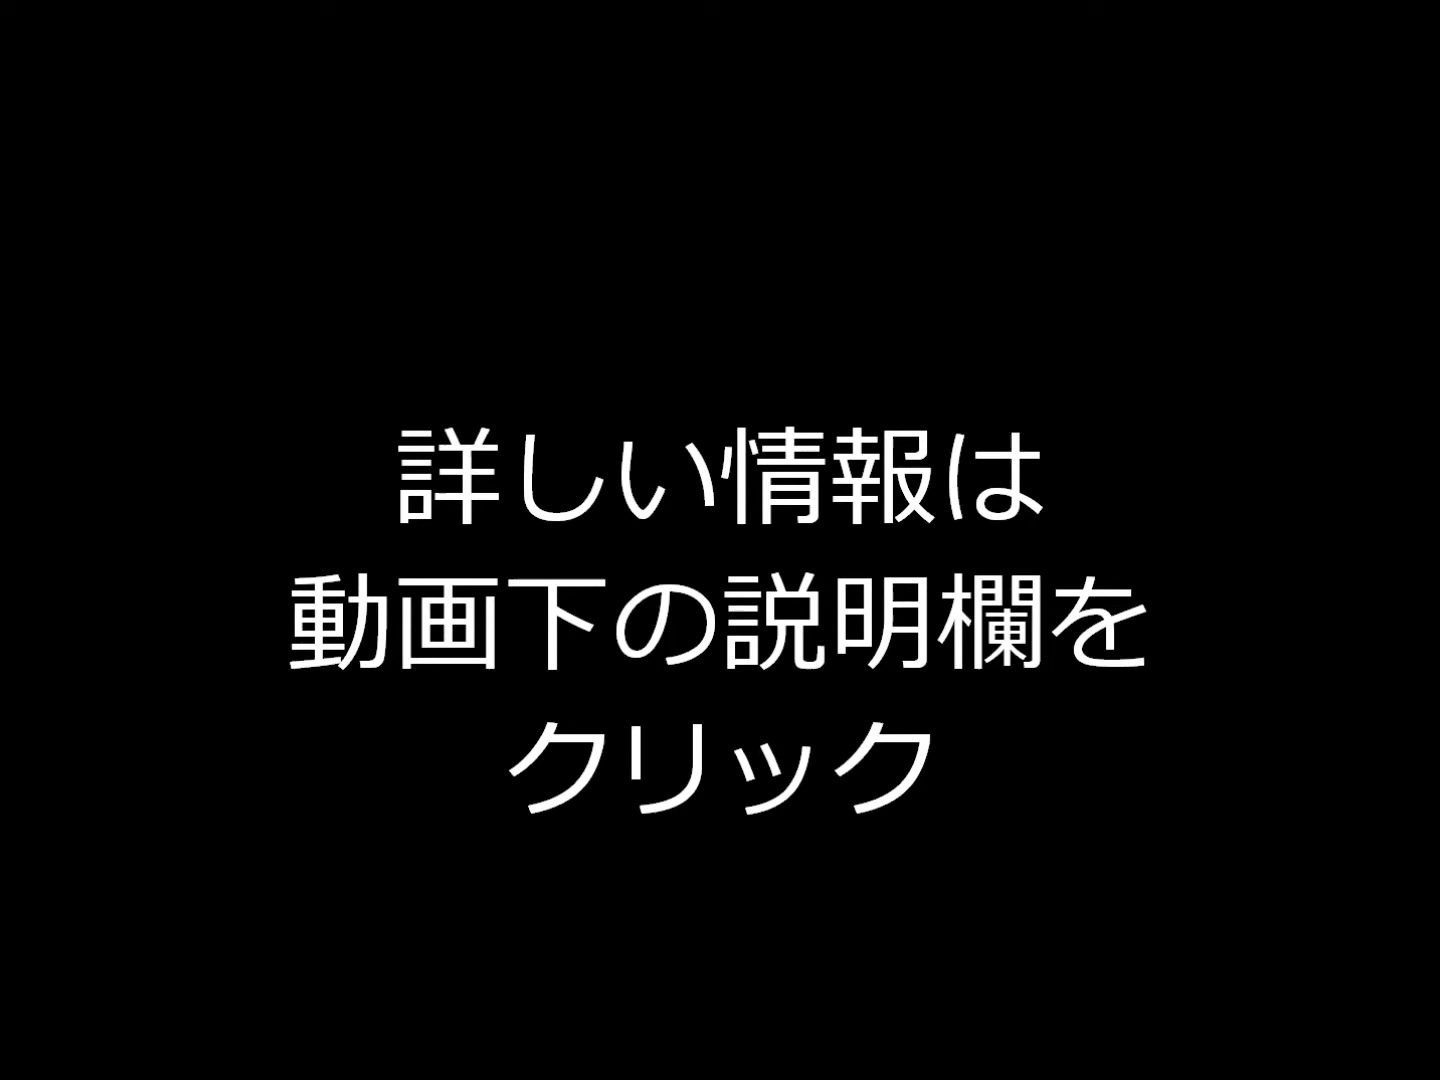 詳しい情報は
動画下の説明欄を
クリック